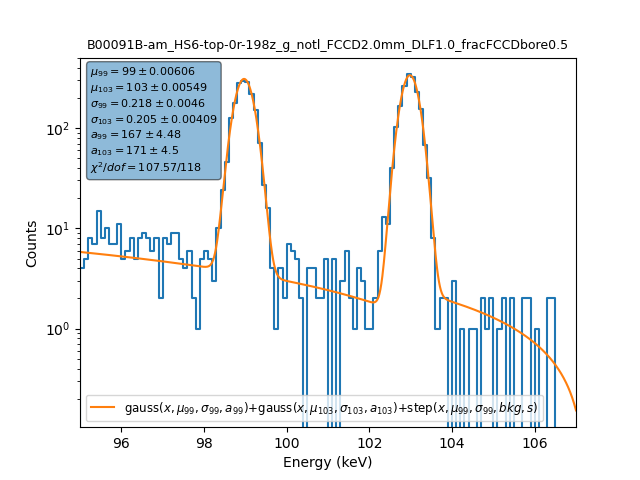 B00091B-am_HS6-top-0r-198z_g_notl_FCCD2.0mm_DLF1.0_fracFCCDbore0.5
μ₉₉ = 99 ± 0.00606
μ₁₀₃ = 103 ± 0.00549
σ₉₉ = 0.218 ± 0.0046
σ₁₀₃ = 0.205 ± 0.00409
a₉₉ = 167 ± 4.48
a₁₀₃ = 171 ± 4.5
χ²/dof = 107.57/118
10²
10¹
10⁰
Counts
gauss(x, μ₉₉, σ₉₉, a₉₉)+gauss(x, μ₁₀₃, σ₁₀₃, a₁₀₃)+step(x, μ₉₉, σ₉₉, bkg, s)
96 98 100 102 104 106
Energy (keV)